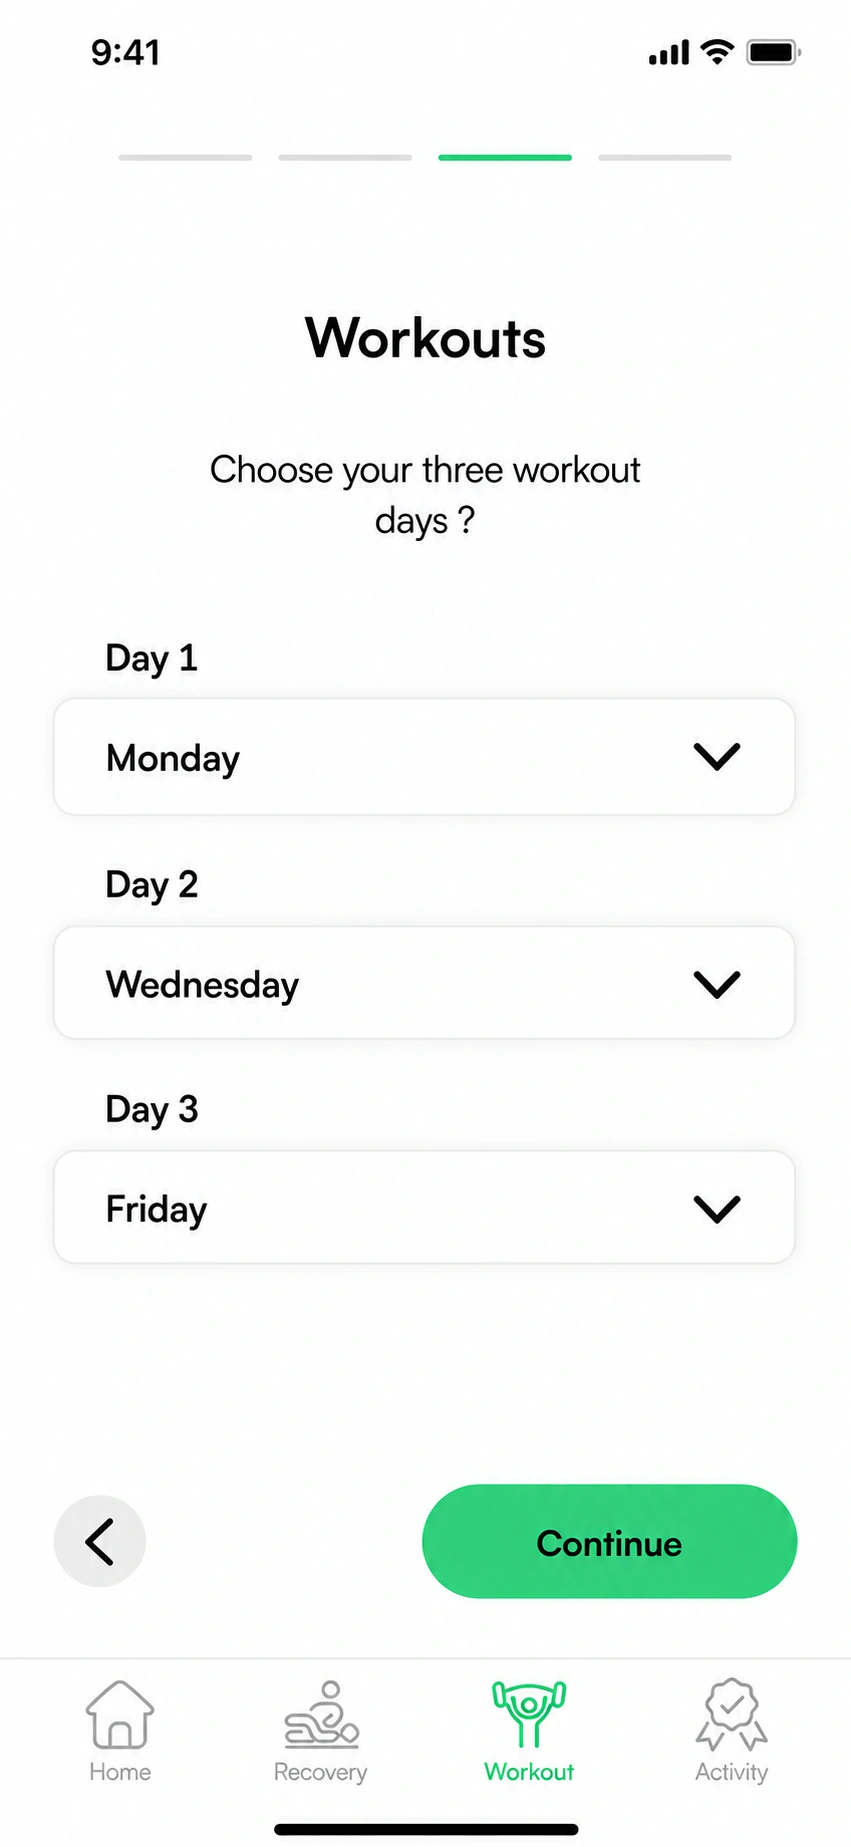 9:41
Workouts
Choose your three workout
days ?
Day 1
Monday
Day 2
Wednesday
Day 3
Friday
Continue
Home
Recovery
Workout
Activity